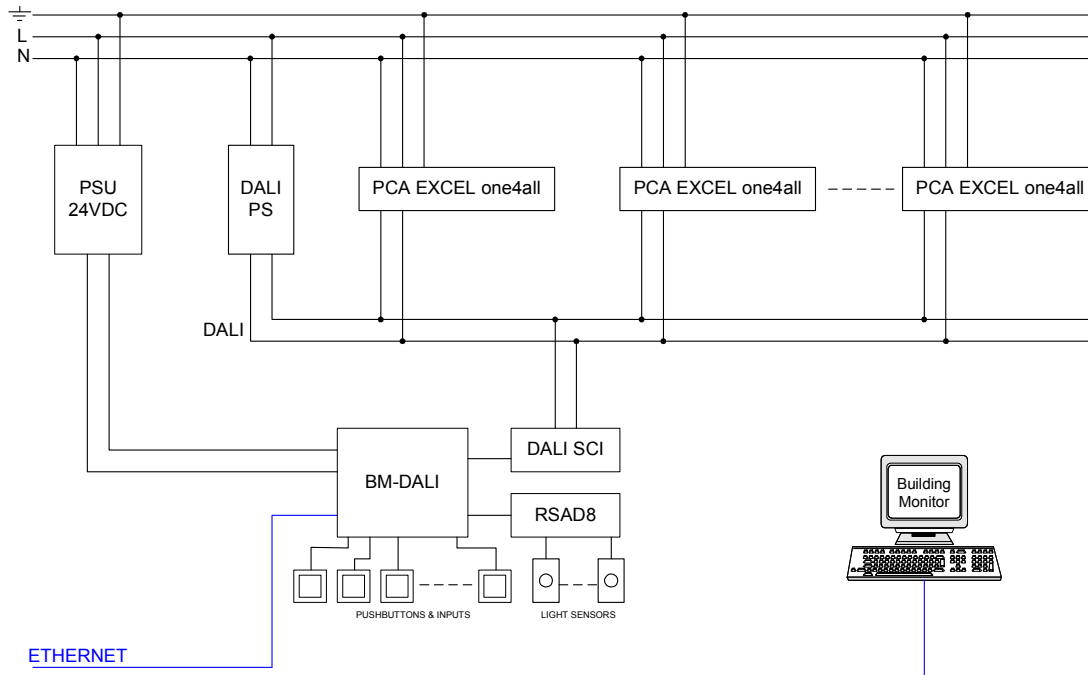 L
N
PSU
24VDC
DALI
PS
PCA EXCEL one4all
PCA EXCEL one4all
PCA EXCEL one4all
DALI
BM-DALI
DALI SCI
RSAD8
Building
Monitor
PUSHBUTTONS & INPUTS
LIGHT SENSORS
ETHERNET